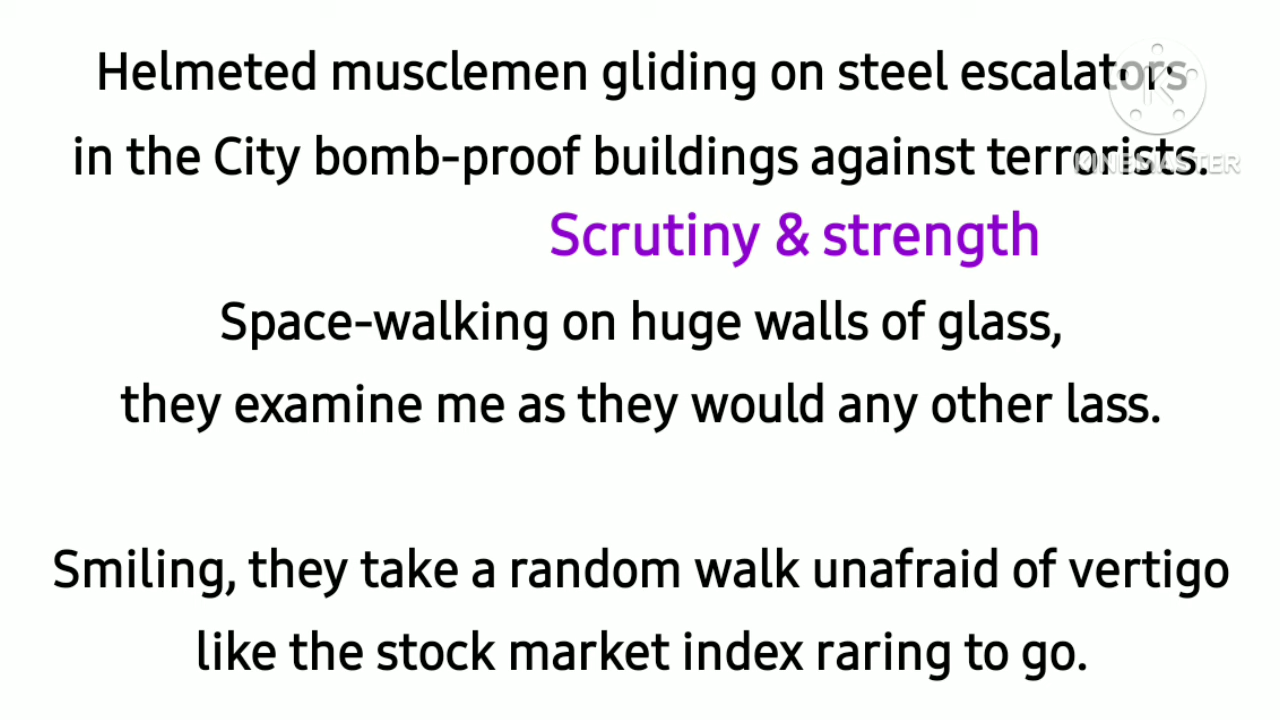 Helmeted musclemen gliding on steel escalators
in the City bomb-proof buildings against terrorists.
KINEMASTER
Scrutiny & strength
Space-walking on huge walls of glass,
they examine me as they would any other lass.
Smiling, they take a random walk unafraid of vertigo
like the stock market index raring to go.